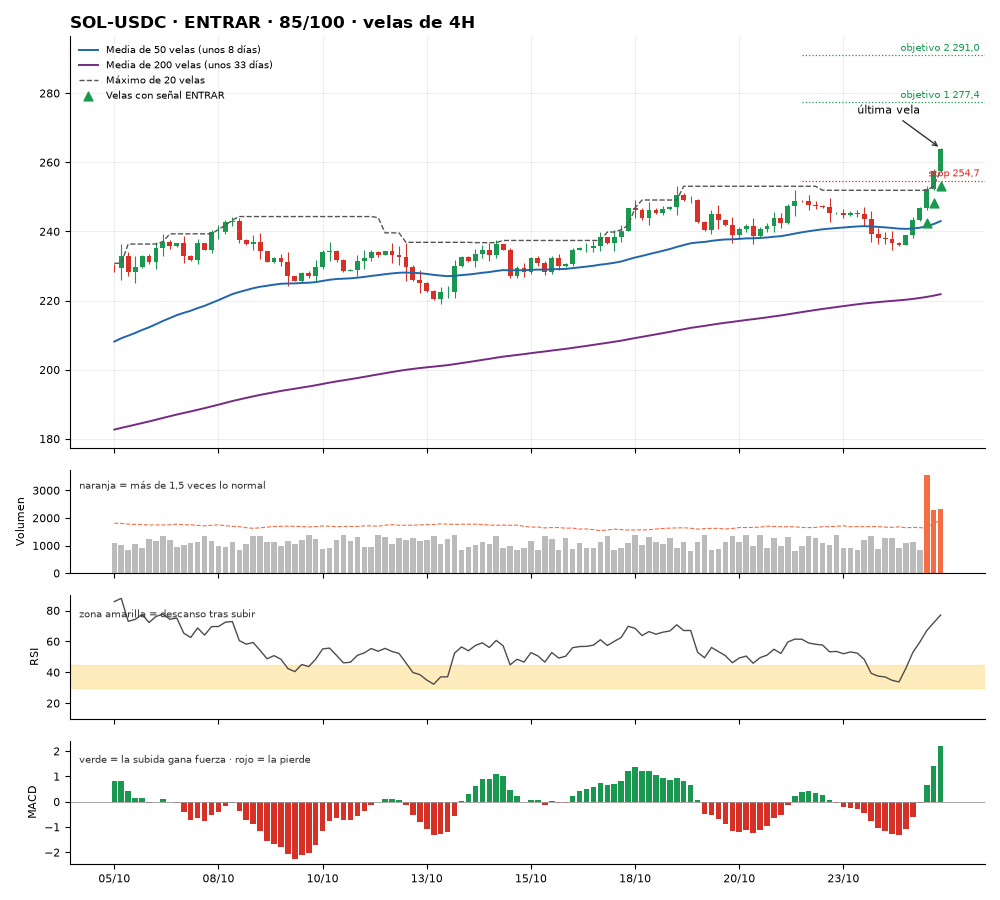 SOL-USDC · ENTRAR · 85/100 · velas de 4H
Media de 50 velas (unos 8 días)
Media de 200 velas (unos 33 días)
Máximo de 20 velas
Velas con señal ENTRAR
objetivo 2 291,0
objetivo 1 277,4
última vela
stop 254,7
280
260
240
220
200
180
naranja = más de 1,5 veces lo normal
Volumen
3000
2000
1000
0
zona amarilla = descanso tras subir
RSI
80
60
40
20
verde = la subida gana fuerza · rojo = la pierde
MACD
2
1
0
−1
−2
05/10
08/10
10/10
13/10
15/10
18/10
20/10
23/10